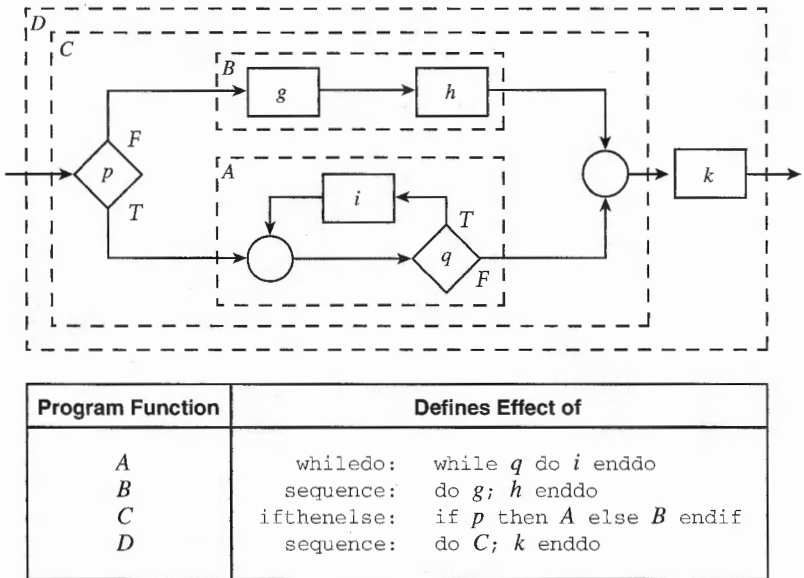 D
C
B
g
h
F
p
T
A
i
T
q
F
k
Program Function Defines Effect of
A whiledo: while q do i enddo
B sequence: do g; h enddo
C ifthenelse: if p then A else B endif
D sequence: do C; k enddo